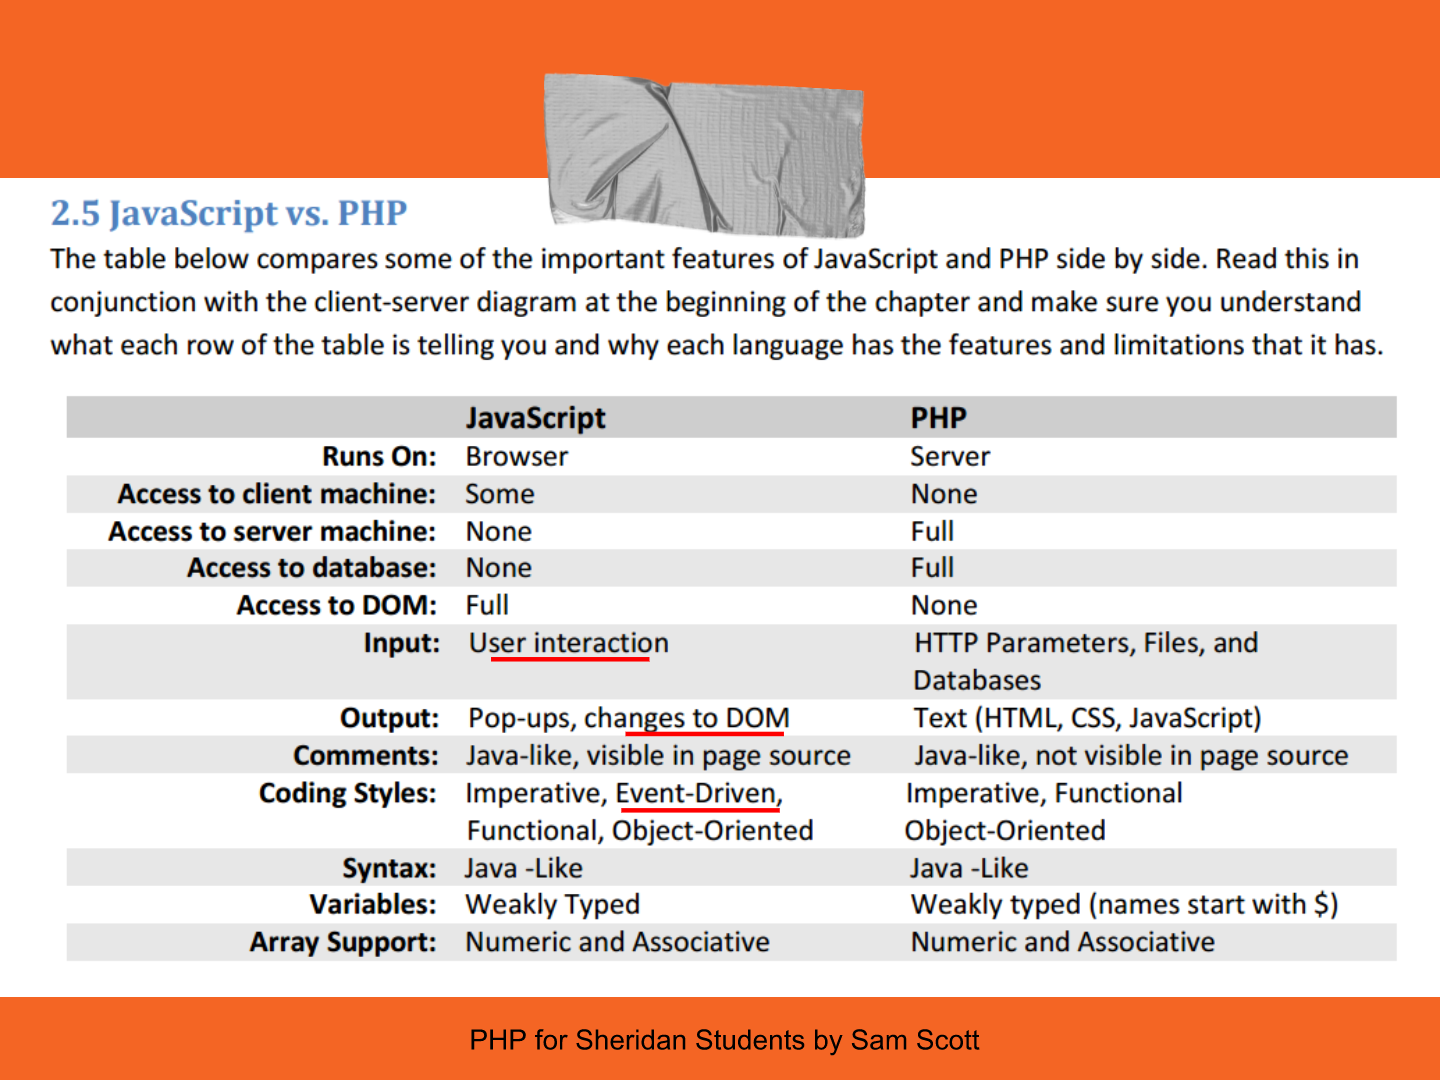 2.5 JavaScript vs. PHP
The table below compares some of the important features of JavaScript and PHP side by side. Read this in
conjunction with the client-server diagram at the beginning of the chapter and make sure you understand
what each row of the table is telling you and why each language has the features and limitations that it has.
JavaScript PHP
Runs On: Browser Server
Access to client machine: Some None
Access to server machine: None Full
Access to database: None Full
Access to DOM: Full None
Input: User interaction HTTP Parameters, Files, and
Databases
Output: Pop-ups, changes to DOM Text (HTML, CSS, JavaScript)
Comments: Java-like, visible in page source Java-like, not visible in page source
Coding Styles: Imperative, Event-Driven, Imperative, Functional
Functional, Object-Oriented Object-Oriented
Syntax: Java -Like Java -Like
Variables: Weakly Typed Weakly typed (names start with $)
Array Support: Numeric and Associative Numeric and Associative
PHP for Sheridan Students by Sam Scott